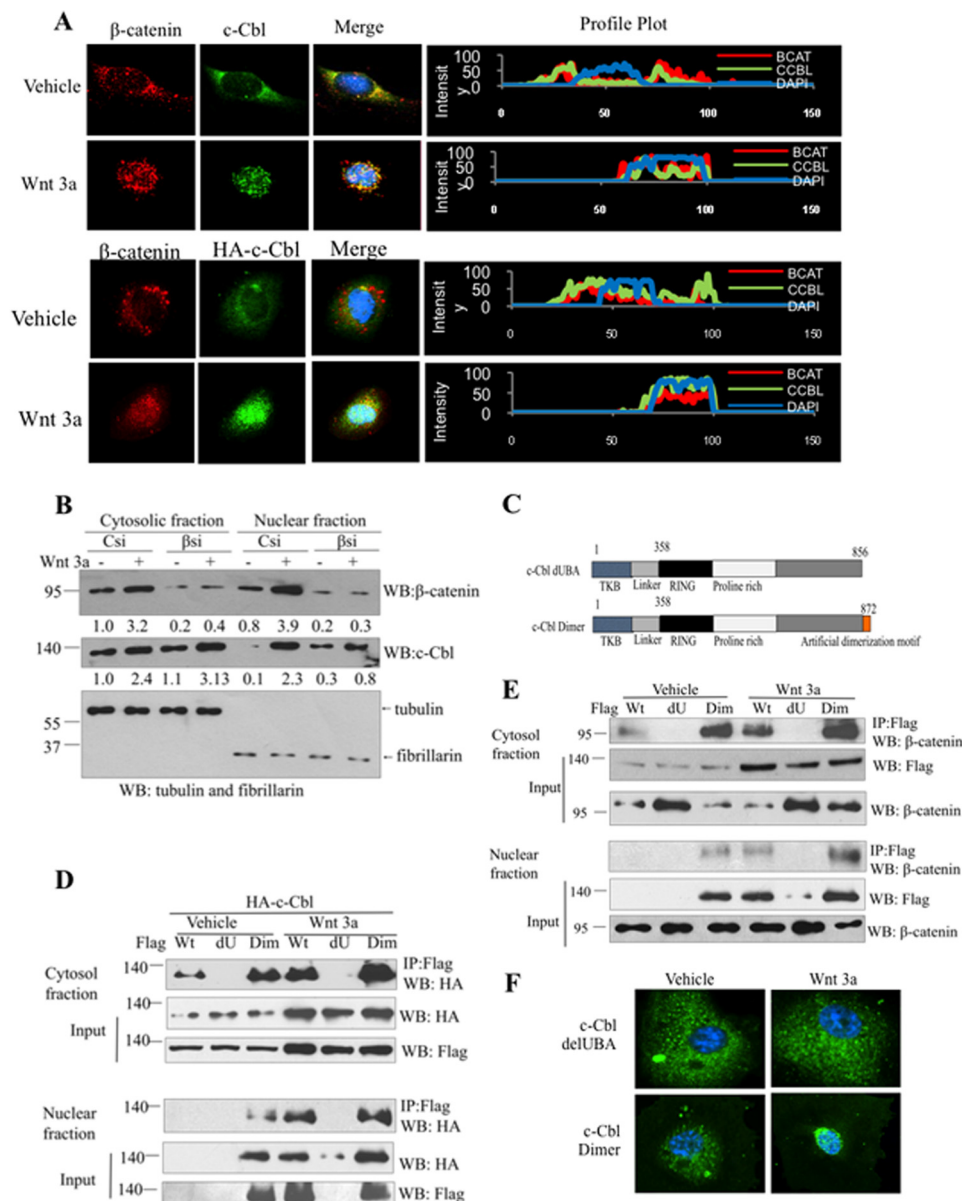 A
β-catenin c-Cbl Merge Profile Plot
Vehicle
Intensit
y
100
50
0
BCAT
CCBL
DAPI
0 50 100 150
Wnt 3a
Intensit
y
100
50
0
BCAT
CCBL
DAPI
0 50 100 150
β-catenin HA-c-Cbl Merge
Vehicle
Intensit
y
100
50
0
BCAT
CCBL
DAPI
0 50 100 150
Wnt 3a
Intensity
100
50
0
BCAT
CCBL
DAPI
0 50 100 150
B
Cytosolic fraction Nuclear fraction
Csi βsi Csi βsi
Wnt 3a - + - + - + - +
95 WB:β-catenin
1.0 3.2 0.2 0.4 0.8 3.9 0.2 0.3
140 WB:c-Cbl
1.0 2.4 1.1 3.13 0.1 2.3 0.3 0.8
tubulin
55
37
fibrillarin
WB: tubulin and fibrillarin
C
1 358 856
c-Cbl dUBA
TKB Linker RING Proline rich
1 358 872
c-Cbl Dimer
TKB Linker RING Proline rich Artificial dimerization motif
D
HA-c-Cbl
Vehicle Wnt 3a
Flag Wt dU Dim Wt dU Dim
Cytosol
fraction
140 IP:Flag
WB: HA
Input
140 WB: HA
140 WB: Flag
Nuclear
fraction
140 IP:Flag
WB: HA
Input
140 WB: HA
140 WB: Flag
E
Vehicle Wnt 3a
Flag Wt dU Dim Wt dU Dim
Cytosol
fraction
95 IP:Flag
WB: β-catenin
Input
140 WB: Flag
95 WB: β-catenin
Nuclear
fraction
IP:Flag
WB: β-catenin
Input
140 WB: Flag
95 WB: β-catenin
F
Vehicle Wnt 3a
c-Cbl
delUBA
c-Cbl
Dimer